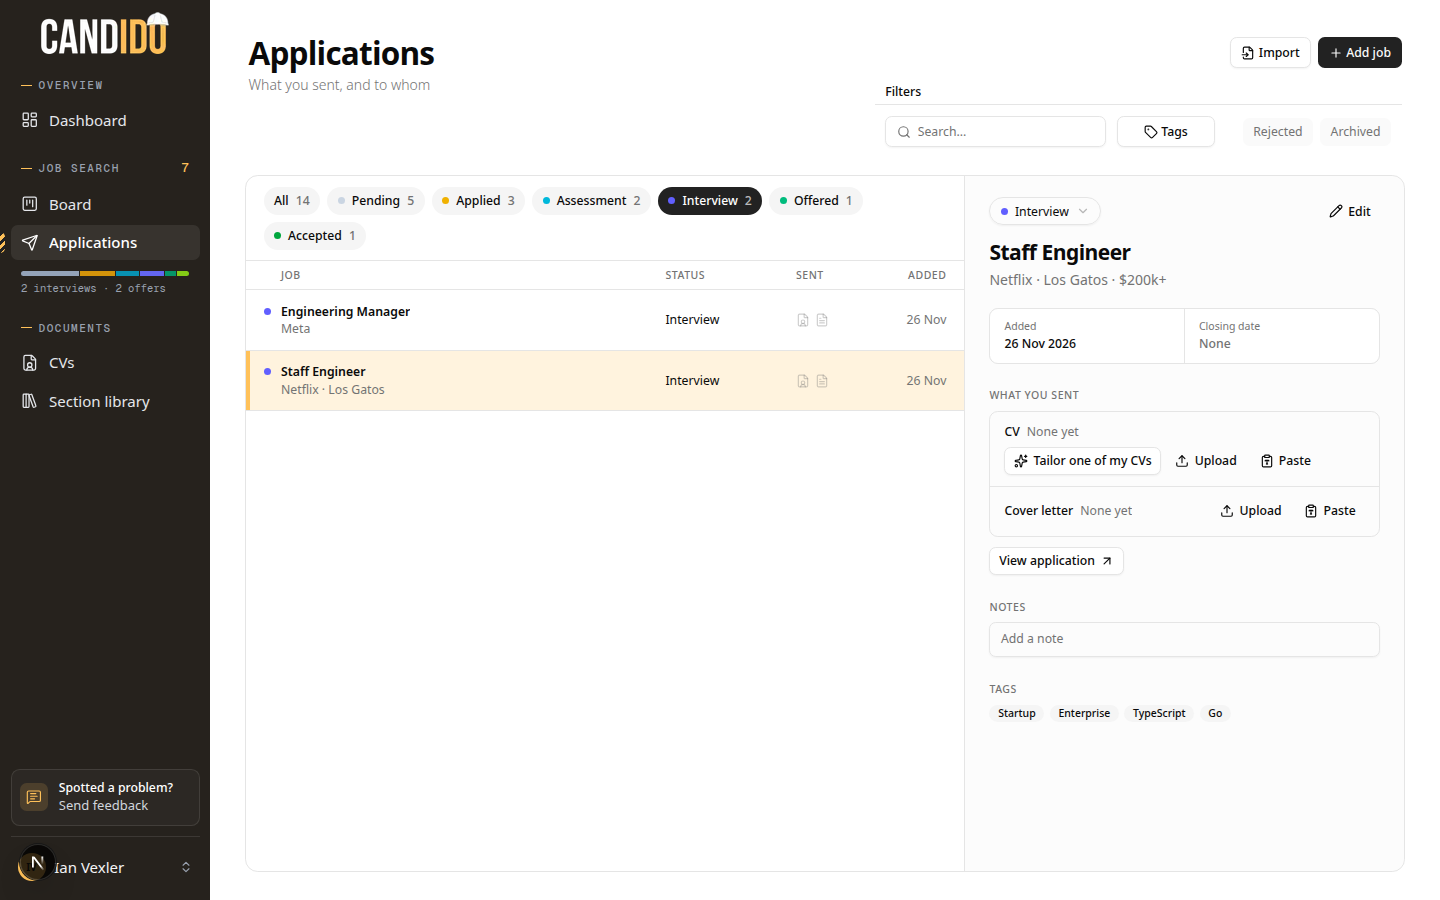 CANDIDO
OVERVIEW
Dashboard
JOB SEARCH 7
Board
Applications
2 interviews · 2 offers
DOCUMENTS
CVs
Section library
Spotted a problem?
Send feedback
N Ian Vexler
Applications
What you sent, and to whom
Import
Add job
Filters
Search...
Tags
Rejected
Archived
All 14
Pending 5
Applied 3
Assessment 2
Interview 2
Offered 1
Accepted 1
JOB STATUS SENT ADDED
Engineering Manager
Meta
Interview
26 Nov
Staff Engineer
Netflix · Los Gatos
Interview
26 Nov
Interview
Edit
Staff Engineer
Netflix · Los Gatos · $200k+
Added
26 Nov 2026
Closing date
None
WHAT YOU SENT
CV None yet
Tailor one of my CVs
Upload
Paste
Cover letter None yet
Upload
Paste
View application
NOTES
Add a note
TAGS
Startup
Enterprise
TypeScript
Go